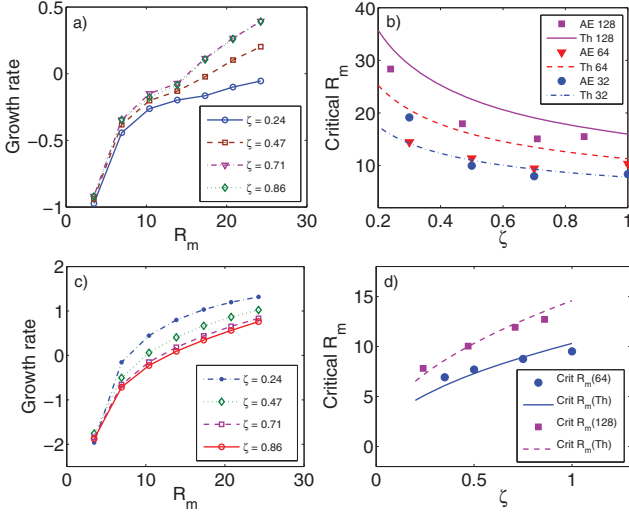 a)
Growth rate
0.5
0
−0.5
−1
0
10
20
30
R_m
ζ = 0.24
ζ = 0.47
ζ = 0.71
ζ = 0.86
b)
Critical R_m
40
30
20
10
0.2
0.4
0.6
0.8
1
ζ
AE 128
Th 128
AE 64
Th 64
AE 32
Th 32
c)
Growth rate
2
1
0
−1
−2
0
10
20
30
R_m
ζ = 0.24
ζ = 0.47
ζ = 0.71
ζ = 0.86
d)
Critical R_m
15
10
5
0
0
0.5
1
ζ
Crit R_m(64)
Crit R_m(Th)
Crit R_m(128)
Crit R_m(Th)